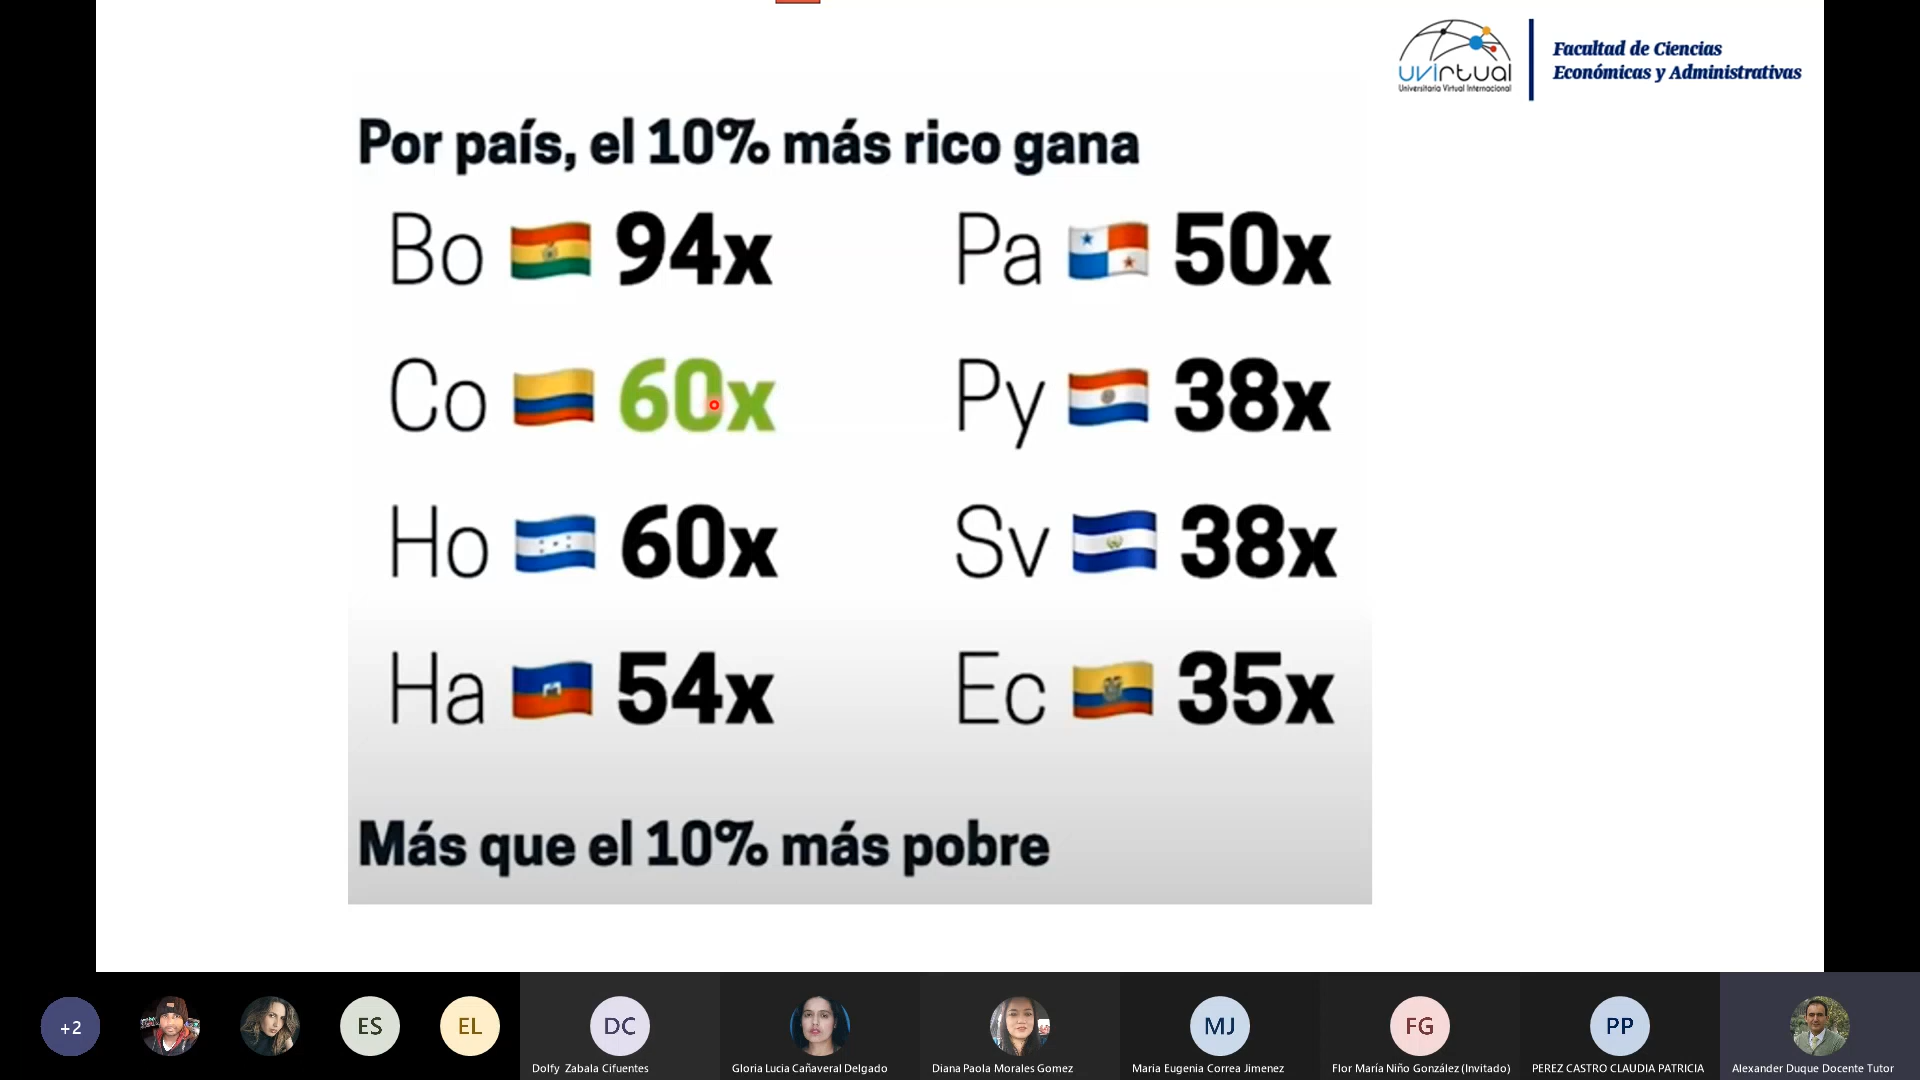 uvirtual
Universitaria Virtual Internacional
Facultad de Ciencias
Económicas y Administrativas
Por país, el 10% más rico gana
Bo 94x
Pa 50x
Co 60x
Py 38x
Ho 60x
Sv 38x
Ha 54x
Ec 35x
Más que el 10% más pobre
+2
ES
EL
DC
MJ
FG
PP
Dolfy Zabala Cifuentes
Gloria Lucia Cañaveral Delgado
Diana Paola Morales Gomez
Maria Eugenia Correa Jimenez
Flor María Niño González (Invitado)
PEREZ CASTRO CLAUDIA PATRICIA
Alexander Duque Docente Tutor